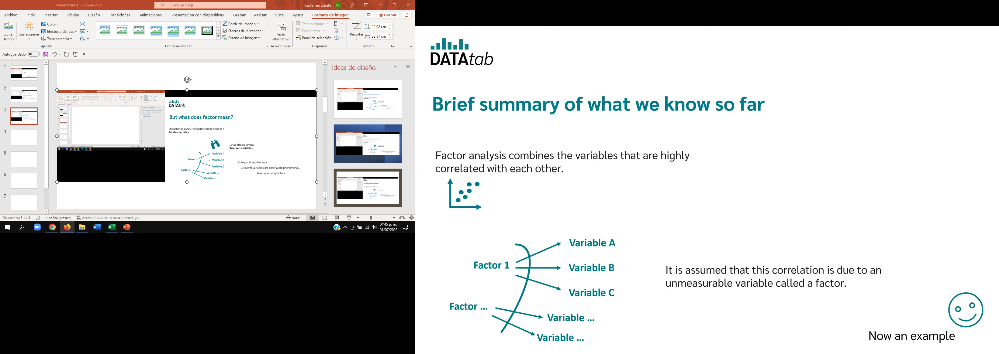 Presentación1 - PowerPoint
Buscar (Alt+Q)
Guillermo Zarate
GZ
Archivo
Inicio
Insertar
Dibujar
Diseño
Transiciones
Animaciones
Presentación con diapositivas
Grabar
Revisar
Vista
Ayuda
Formato de imagen
Grabar
Quitar
fondo
Correcciones
Color
Efectos artísticos
Transparencia
Ajustar
Estilos de imagen
Borde de imagen
Efectos de la imagen
Diseño de imagen
Texto
alternativo
Accesibilidad
Traer adelante
Enviar atrás
Panel de selección
Organizar
Recortar
12.02 cm
33.87 cm
Tamaño
Autoguardado
1
2
3
4
5
6
7
DATAtab
But what does factor mean?
In factor analysis, the factor can be seen as a
hidden variable....
...that affects several
observed variables.
Factor 1
Variable A
Variable B
Variable C
Factor ...
Variable ...
Variable ...
Or to put it another way...
...several variables are observable phenomena...
...less underlying factors.
Ideas de diseño
Diapositiva 3 de 8
Español (México)
Accesibilidad: es necesario investigar
Notas
67%
04:45 p. m.
01/07/2022
DATAtab
Brief summary of what we know so far
Factor analysis combines the variables that are highly
correlated with each other.
Factor 1
Variable A
Variable B
Variable C
Factor ...
Variable ...
Variable ...
It is assumed that this correlation is due to an
unmeasurable variable called a factor.
Now an example